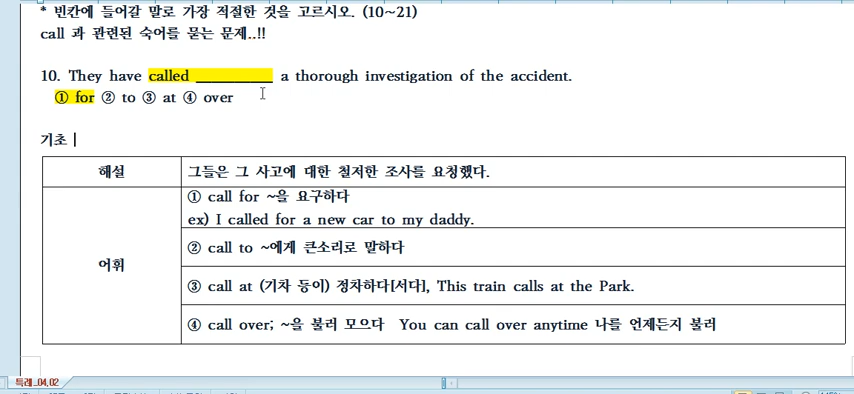 * 빈칸에 들어갈 말로 가장 적절한 것을 고르시오. (10~21)
call 과 관련된 숙어를 묻는 문제..!!
10. They have called __________ a thorough investigation of the accident.
① for ② to ③ at ④ over
기초
해설 그들은 그 사고에 대한 철저한 조사를 요청했다.
어휘
① call for ~을 요구하다
ex) I called for a new car to my daddy.
② call to ~에게 큰소리로 말하다
③ call at (기차 등이) 정차하다[서다], This train calls at the Park.
④ call over; ~을 불러 모으다 You can call over anytime 나를 언제든지 불러
특례_04,02